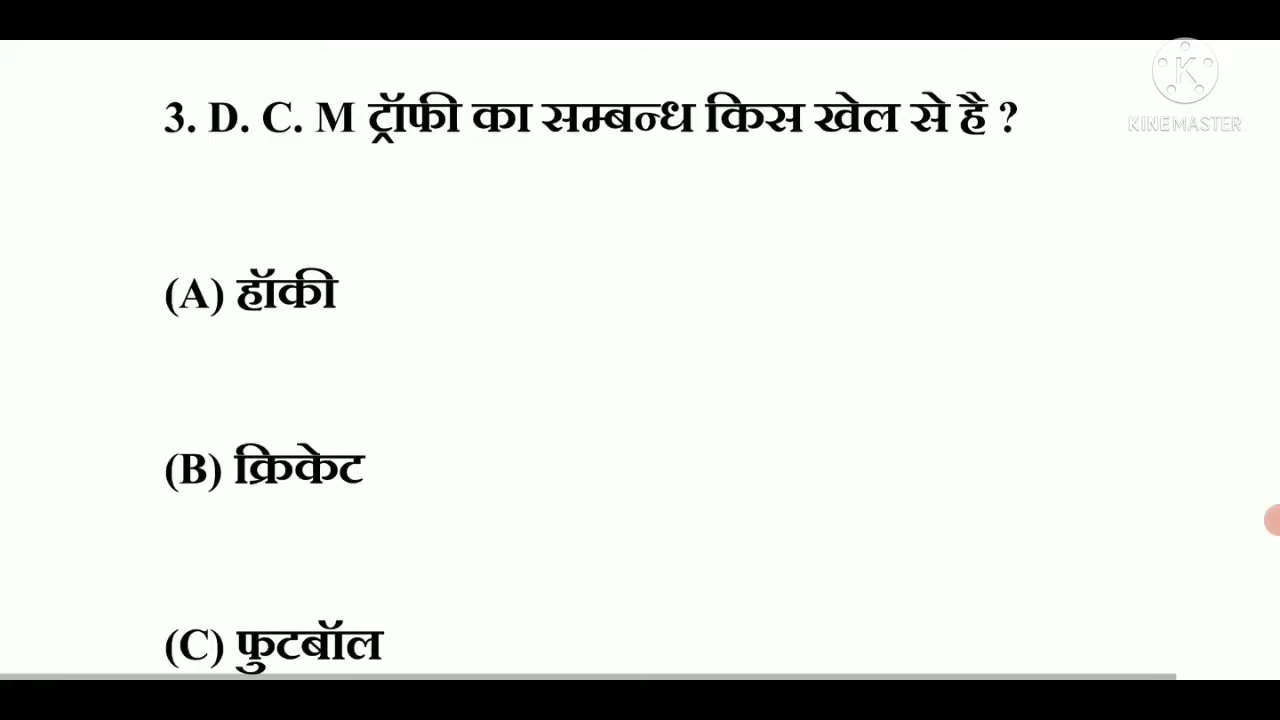 3. D. C. M ट्रॉफी का सम्बन्ध किस खेल से है ?
K
KINEMASTER
(A) हॉकी
(B) क्रिकेट
(C) फुटबॉल